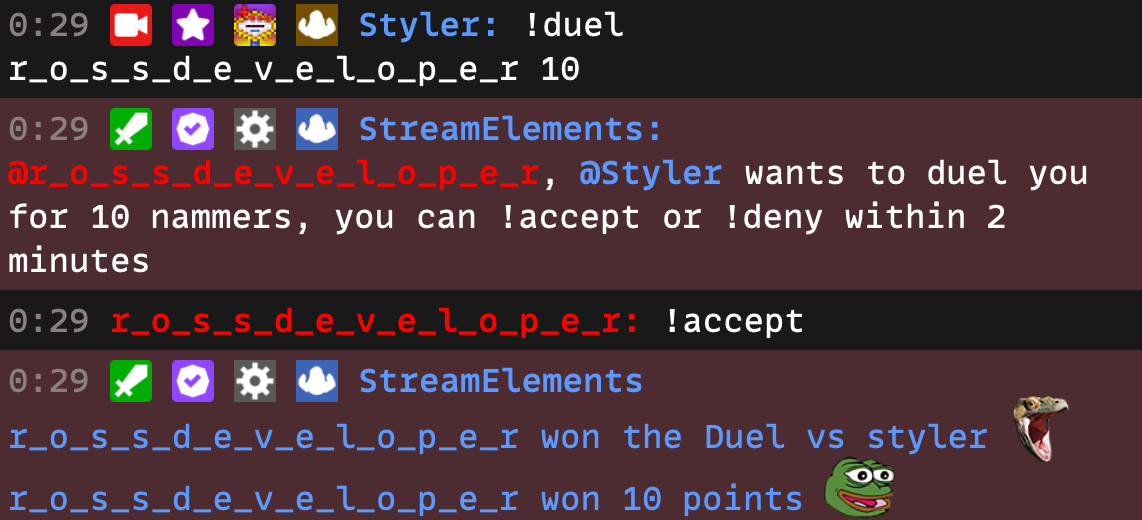 0:29 Styler: !duel
r_o_s_s_d_e_v_e_l_o_p_e_r 10
0:29 StreamElements:
@r_o_s_s_d_e_v_e_l_o_p_e_r, @Styler wants to duel you
for 10 nammers, you can !accept or !deny within 2
minutes
0:29 r_o_s_s_d_e_v_e_l_o_p_e_r: !accept
0:29 StreamElements
r_o_s_s_d_e_v_e_l_o_p_e_r won the Duel vs styler
r_o_s_s_d_e_v_e_l_o_p_e_r won 10 points